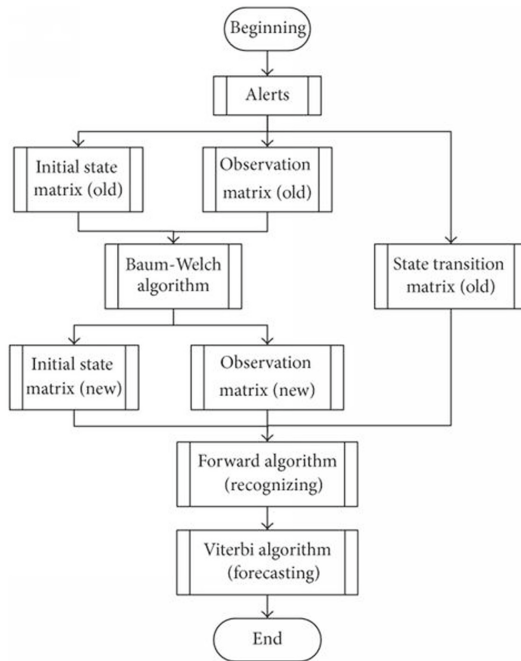 Beginning
Alerts
Initial state
matrix (old)
Observation
matrix (old)
Baum-Welch
algorithm
State transition
matrix (old)
Initial state
matrix (new)
Observation
matrix (new)
Forward algorithm
(recognizing)
Viterbi algorithm
(forecasting)
End